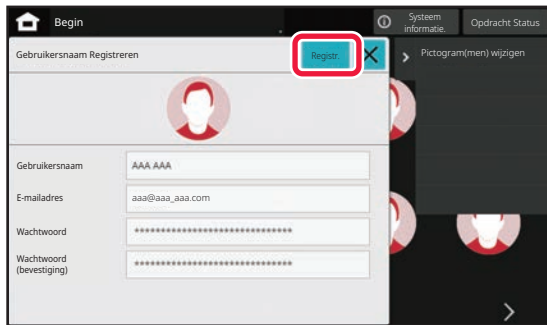 Begin
Systeem
informatie.
Opdracht Status
Gebruikersnaam Registreren
Registr.
Pictogram(men) wijzigen
Gebruikersnaam
AAA AAA
E-mailadres
aaa@aaa_aaa.com
Wachtwoord
********************************
Wachtwoord
(bevestiging)
********************************